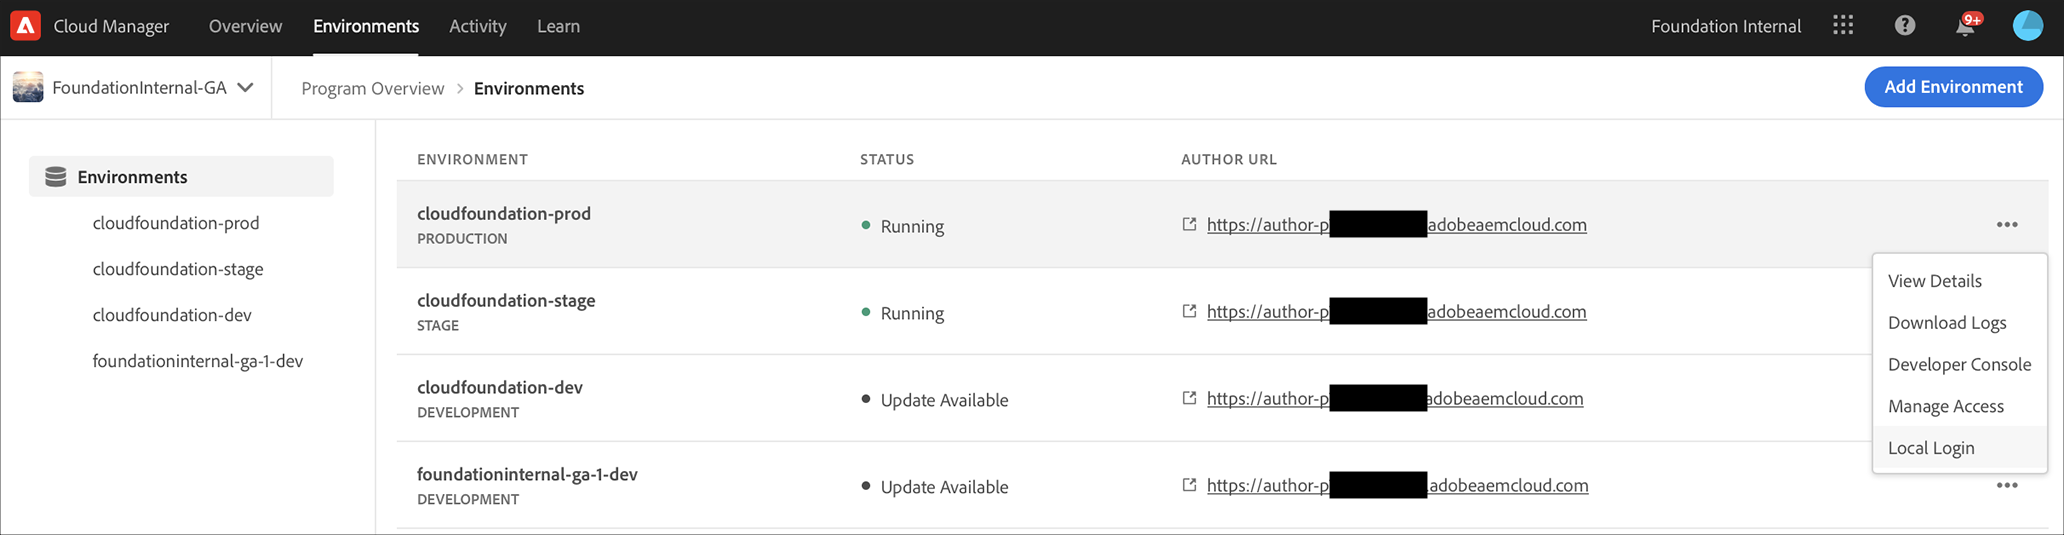 Cloud Manager Overview Environments Activity Learn Foundation Internal 9+
FoundationInternal-GA Program Overview > Environments Add Environment
Environments
cloudfoundation-prod
cloudfoundation-stage
cloudfoundation-dev
foundationinternal-ga-1-dev
ENVIRONMENT STATUS AUTHOR URL
cloudfoundation-prod
PRODUCTION
Running
https://author-p adobeaemcloud.com
cloudfoundation-stage
STAGE
Running
https://author-p adobeaemcloud.com
cloudfoundation-dev
DEVELOPMENT
Update Available
https://author-p adobeaemcloud.com
foundationinternal-ga-1-dev
DEVELOPMENT
Update Available
https://author-p .adobeaemcloud.com
View Details
Download Logs
Developer Console
Manage Access
Local Login